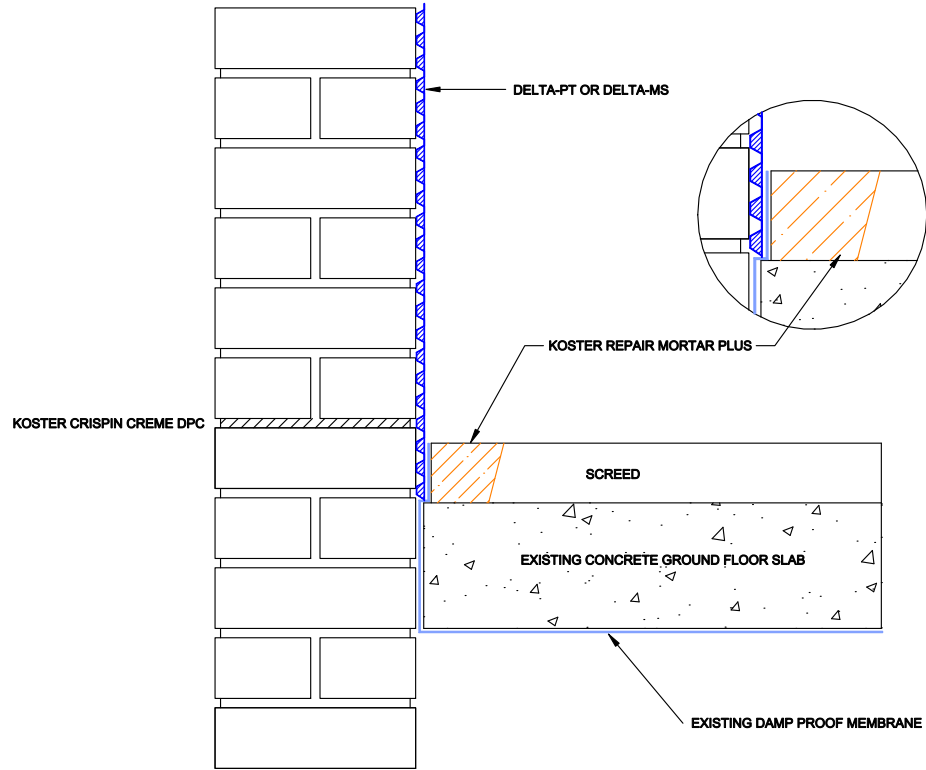 DELTA-PT OR DELTA-MS
KOSTER REPAIR MORTAR PLUS
KOSTER CRISPIN CREME DPC
SCREED
EXISTING CONCRETE GROUND FLOOR SLAB
EXISTING DAMP PROOF MEMBRANE